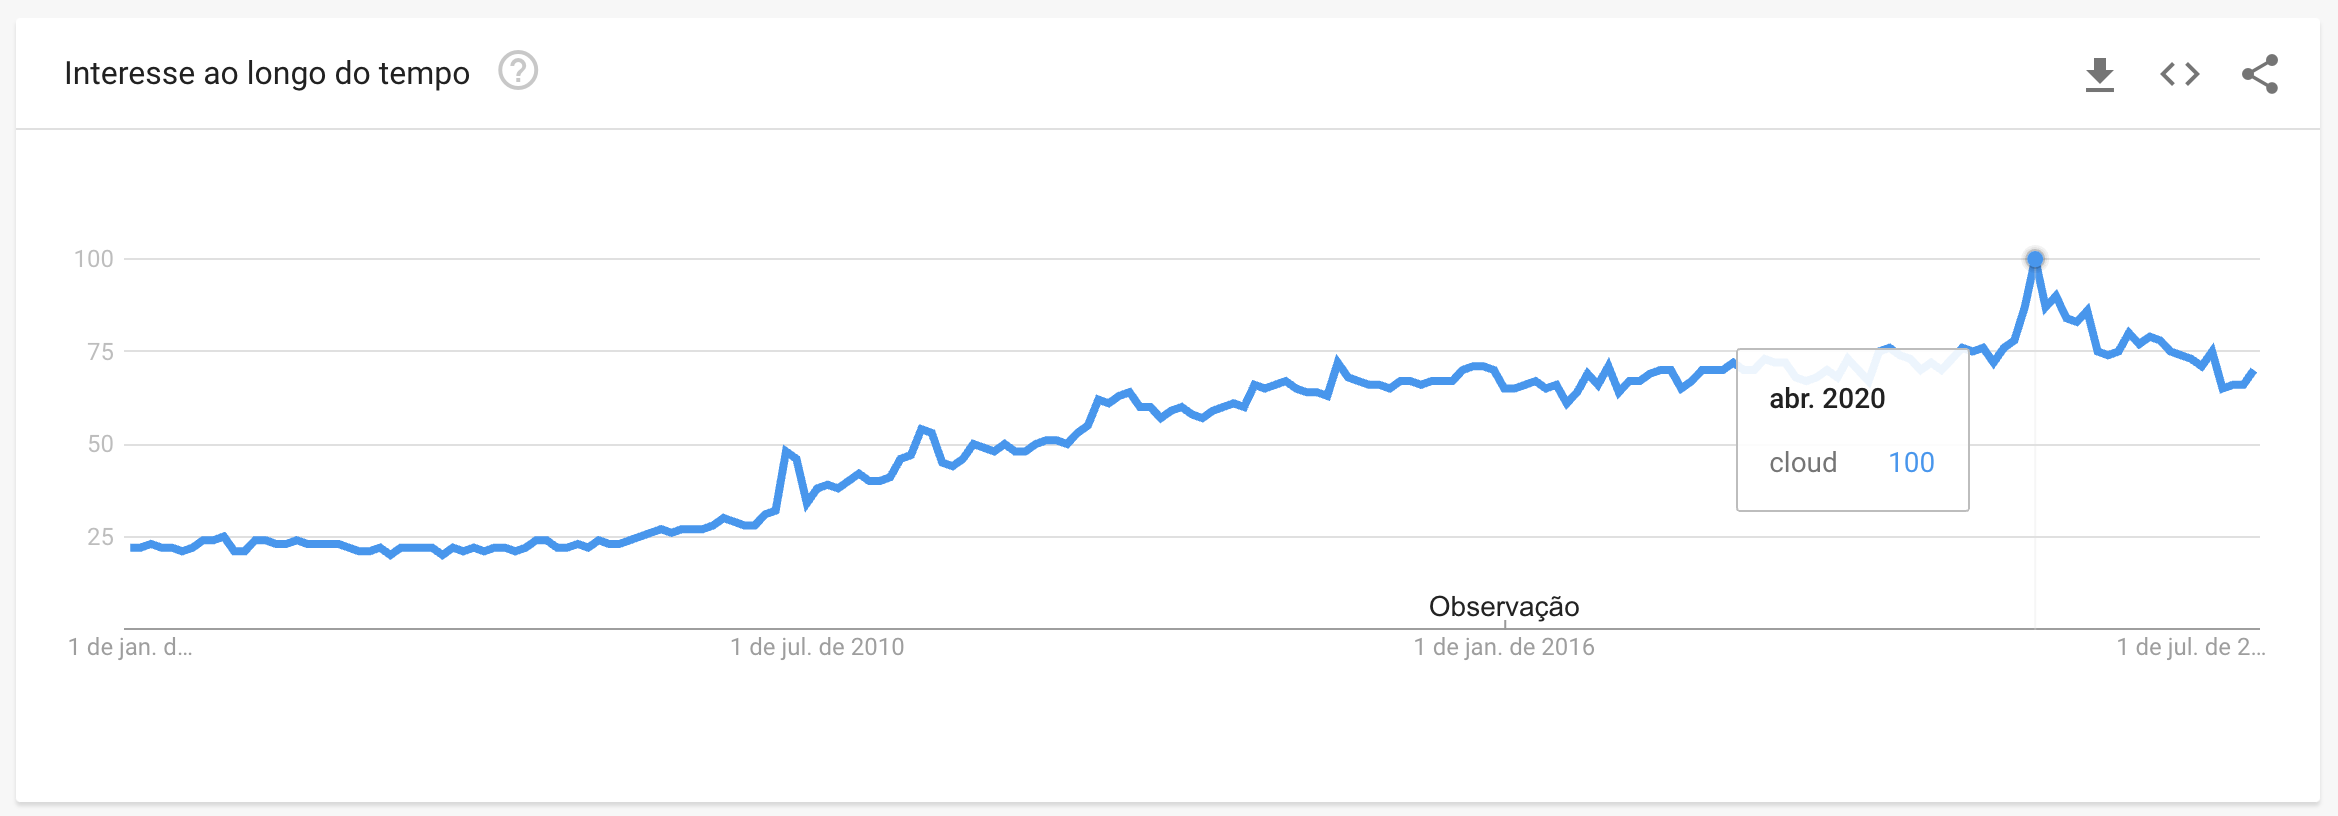 Interesse ao longo do tempo ?
100
75
50
25
abr. 2020
cloud 100
Observação
1 de jan. d... 1 de jul. de 2010 1 de jan. de 2016 1 de jul. de 2...